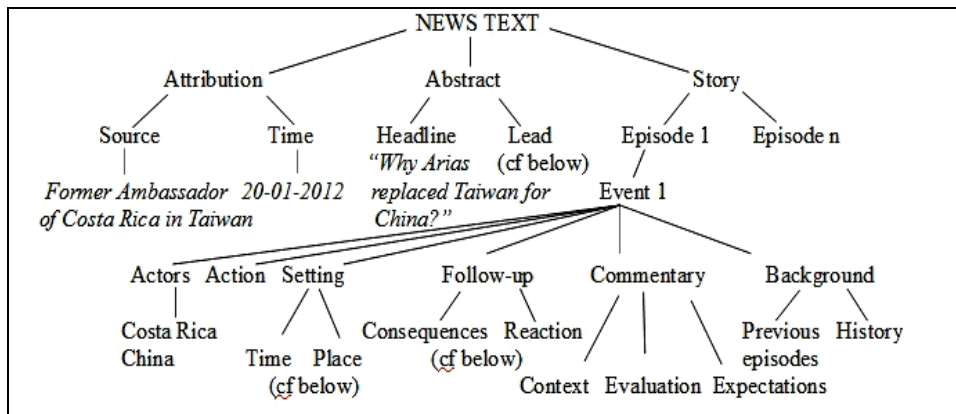 NEWS TEXT
Attribution Abstract Story
Source Time Headline Lead Episode 1 Episode n
“Why Arias (cf below)
Former Ambassador 20-01-2012 replaced Taiwan for Event 1
of Costa Rica in Taiwan China?”
Actors Action Setting Follow-up Commentary Background
Costa Rica Consequences Reaction Previous History
China Time Place (cf below) episodes
(cf below) Context Evaluation Expectations